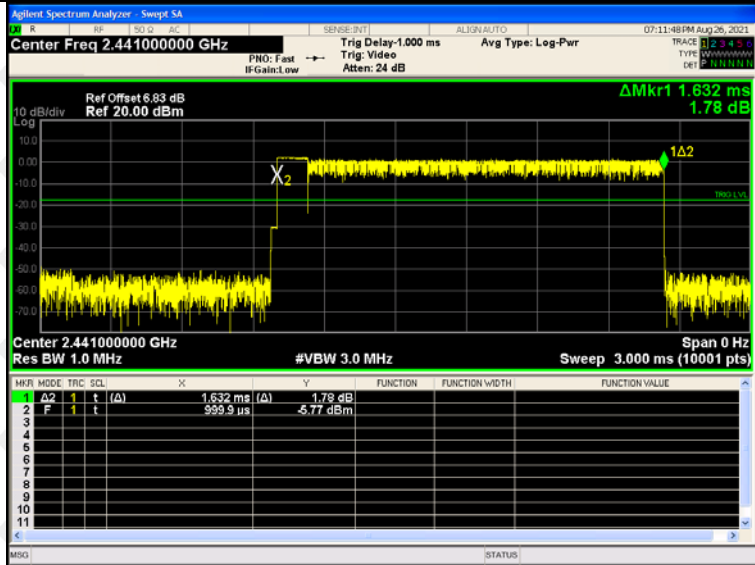 Agilent Spectrum Analyzer - Swept SA
LXI R RF 50 Ω AC SENSE:INT ALIGNAUTO 07:11:48PM Aug26, 2021
Center Freq 2.441000000 GHz Trig Delay-1.000 ms Avg Type: Log-Pwr TRACE 1 2 3 4 5 6
PNO: Fast Trig: Video TYPE WWWWWW
IFGain:Low Atten: 24 dB DET P N N N N N
ΔMkr1 1.632 ms
Ref Offset 6.83 dB
10 dB/div Ref 20.00 dBm 1.78 dB
Log
10.0
0.00
-10.0
-20.0
-30.0
-40.0
-50.0
-60.0
-70.0
1Δ2
X2
TRIG LVL
Center 2.441000000 GHz Span 0 Hz
Res BW 1.0 MHz #VBW 3.0 MHz Sweep 3.000 ms (10001 pts)
MKR MODE TRC SCL X Y FUNCTION FUNCTION WIDTH FUNCTION VALUE
1 Δ2 1 t (Δ) 1.632 ms (Δ) 1.78 dB
2 F 1 t 999.9 µs -5.77 dBm
3
4
5
6
7
8
9
10
11
MSG STATUS